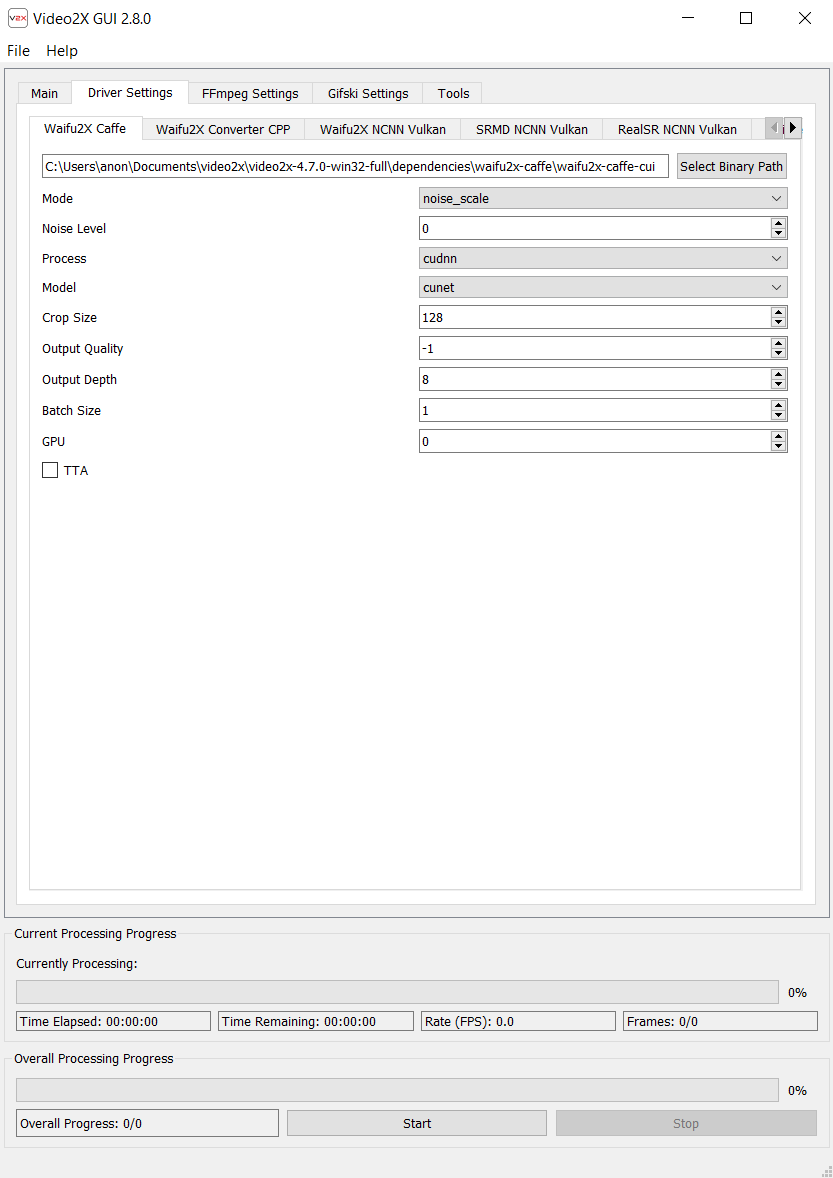 V2X Video2X GUI 2.8.0
File Help
Main Driver Settings FFmpeg Settings Gifski Settings Tools
Waifu2X Caffe Waifu2X Converter CPP Waifu2X NCNN Vulkan SRMD NCNN Vulkan RealSR NCNN Vulkan
C:\Users\anon\Documents\video2x\video2x-4.7.0-win32-full\dependencies\waifu2x-caffe\waifu2x-caffe-cui Select Binary Path
Mode noise_scale
Noise Level 0
Process cudnn
Model cunet
Crop Size 128
Output Quality -1
Output Depth 8
Batch Size 1
GPU 0
TTA
Current Processing Progress
Currently Processing:
0%
Time Elapsed: 00:00:00 Time Remaining: 00:00:00 Rate (FPS): 0.0 Frames: 0/0
Overall Processing Progress
0%
Overall Progress: 0/0 Start Stop